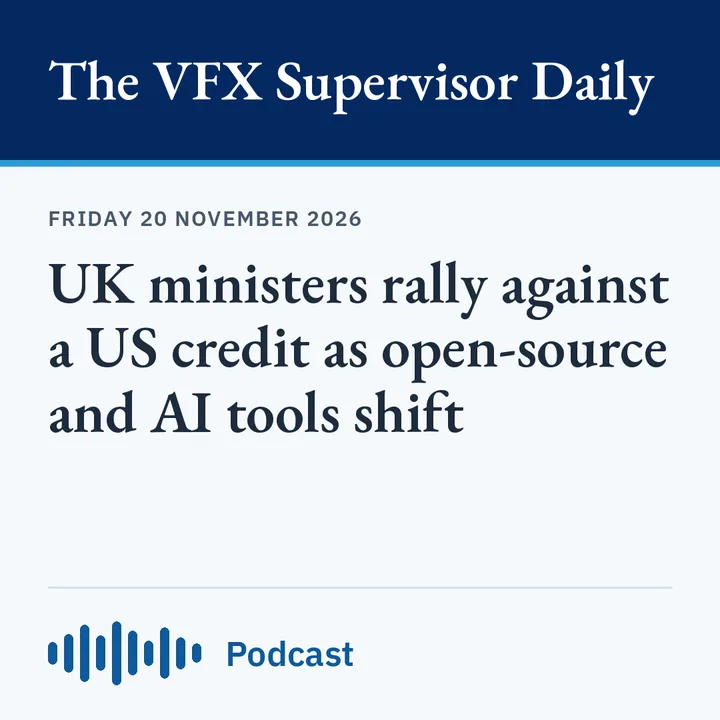 The VFX Supervisor Daily
FRIDAY 20 NOVEMBER 2026
UK ministers rally against
a US credit as open-source
and AI tools shift
Podcast